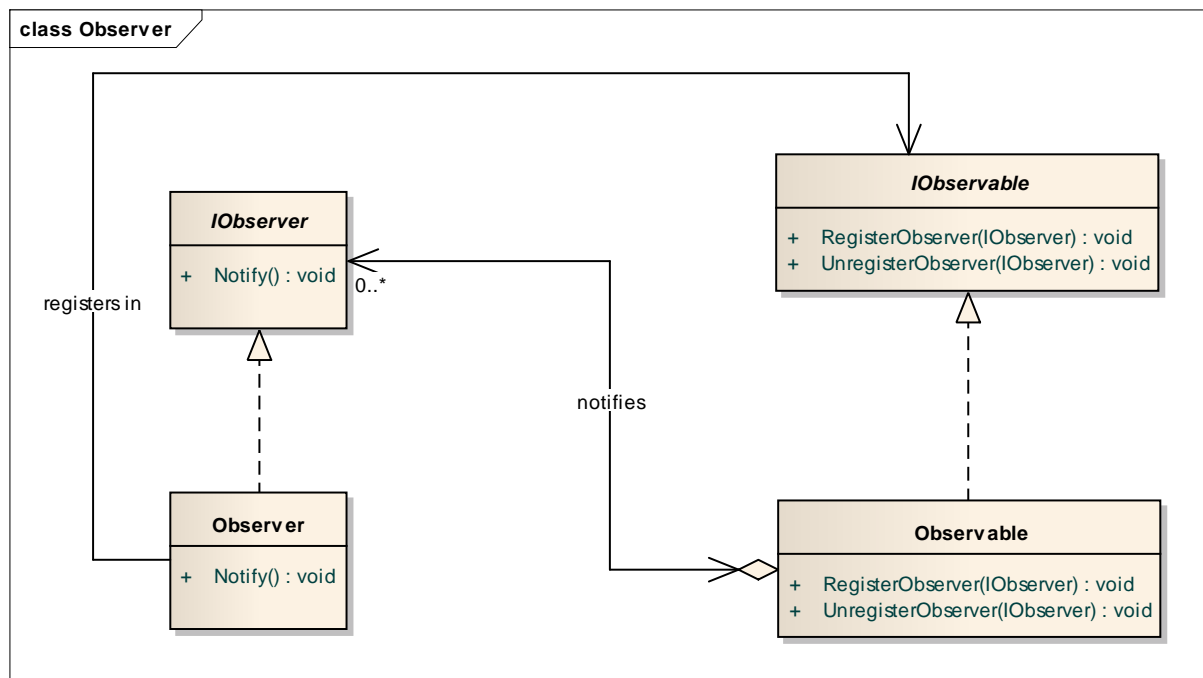 class Observer
IObserver
+ Notify() : void
0..*
registers in
IObservable
+ RegisterObserver(IObserver) : void
+ UnregisterObserver(IObserver) : void
notifies
Observer
+ Notify() : void
Observable
+ RegisterObserver(IObserver) : void
+ UnregisterObserver(IObserver) : void